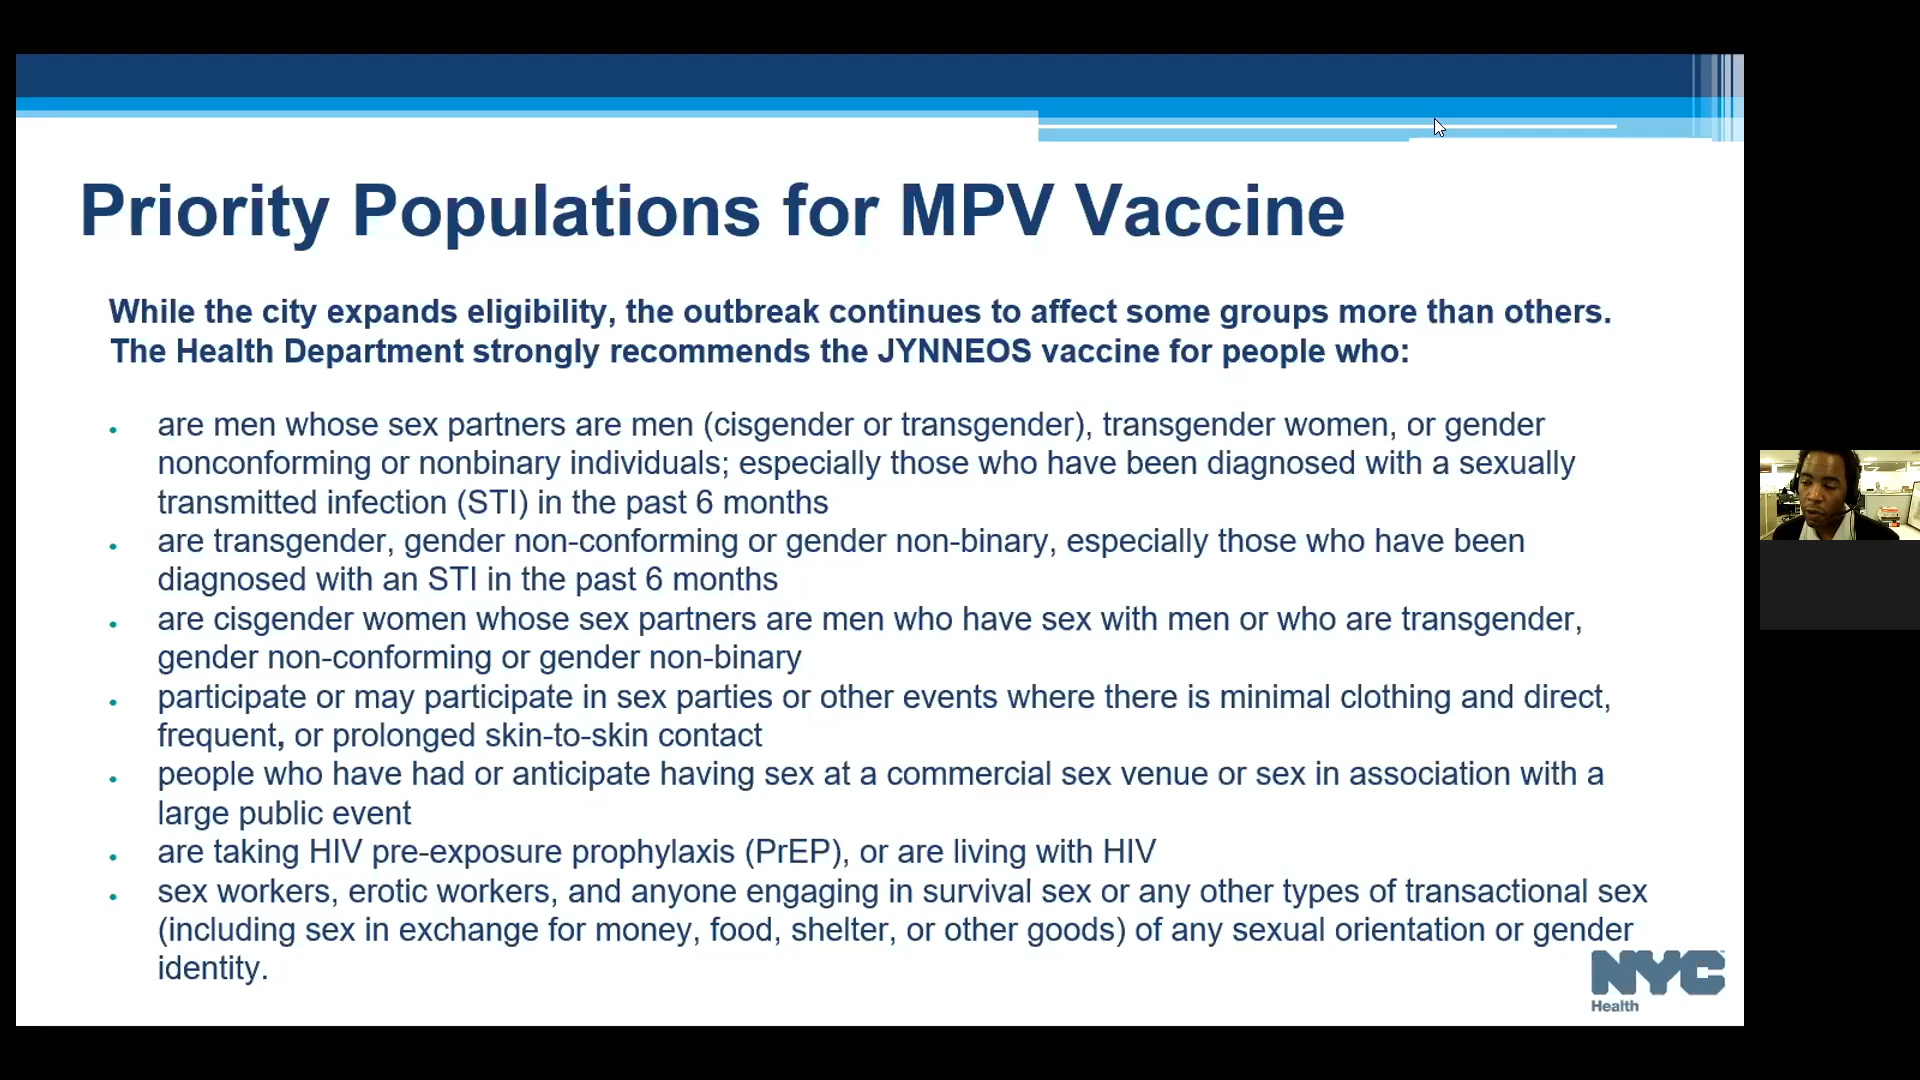 Priority Populations for MPV Vaccine
While the city expands eligibility, the outbreak continues to affect some groups more than others.
The Health Department strongly recommends the JYNNEOS vaccine for people who:
• are men whose sex partners are men (cisgender or transgender), transgender women, or gender
nonconforming or nonbinary individuals; especially those who have been diagnosed with a sexually
transmitted infection (STI) in the past 6 months
• are transgender, gender non-conforming or gender non-binary, especially those who have been
diagnosed with an STI in the past 6 months
• are cisgender women whose sex partners are men who have sex with men or who are transgender,
gender non-conforming or gender non-binary
• participate or may participate in sex parties or other events where there is minimal clothing and direct,
frequent, or prolonged skin-to-skin contact
• people who have had or anticipate having sex at a commercial sex venue or sex in association with a
large public event
• are taking HIV pre-exposure prophylaxis (PrEP), or are living with HIV
• sex workers, erotic workers, and anyone engaging in survival sex or any other types of transactional sex
(including sex in exchange for money, food, shelter, or other goods) of any sexual orientation or gender
identity.
NYC
Health